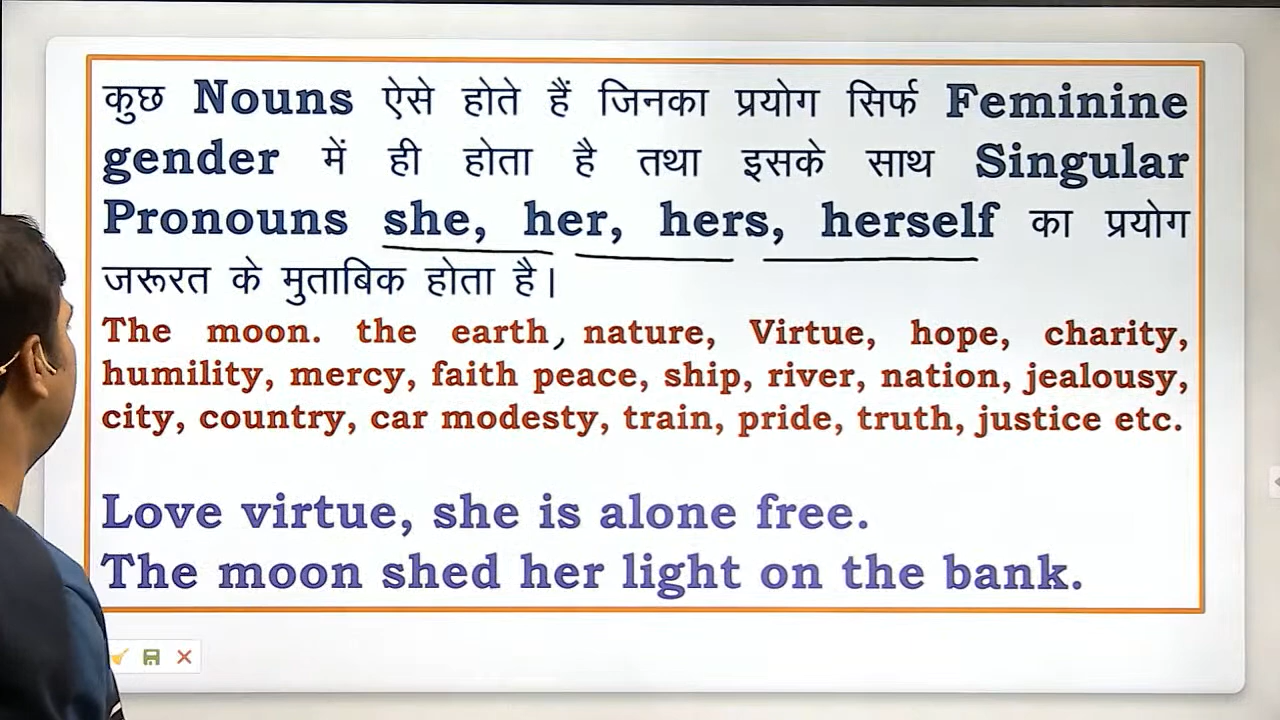 कुछ Nouns ऐसे होते हैं जिनका प्रयोग सिर्फ Feminine
gender में ही होता है तथा इसके साथ Singular
Pronouns she, her, hers, herself का प्रयोग
जरूरत के मुताबिक होता है।
The moon. the earth, nature, Virtue, hope, charity,
humility, mercy, faith peace, ship, river, nation, jealousy,
city, country, car modesty, train, pride, truth, justice etc.
Love virtue, she is alone free.
The moon shed her light on the bank.